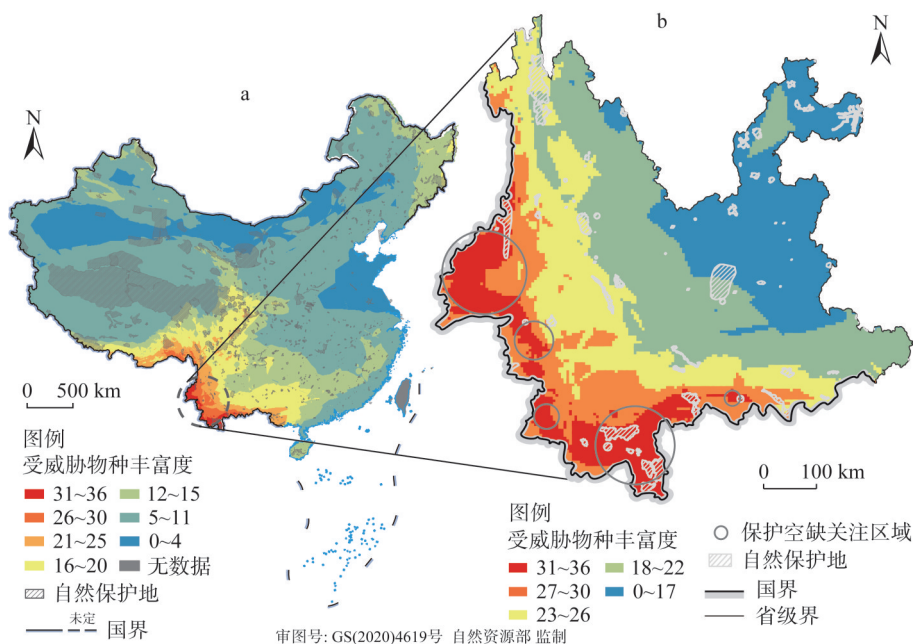 a
b
N
N
0 500 km
图例
受威胁物种丰富度
31~36
12~15
26~30
5~11
21~25
0~4
16~20
无数据
自然保护地
未定
国界
0 100 km
图例
受威胁物种丰富度
31~36
18~22
27~30
0~17
23~26
保护空缺关注区域
自然保护地
国界
省级界
审图号: GS(2020)4619号 自然资源部 监制